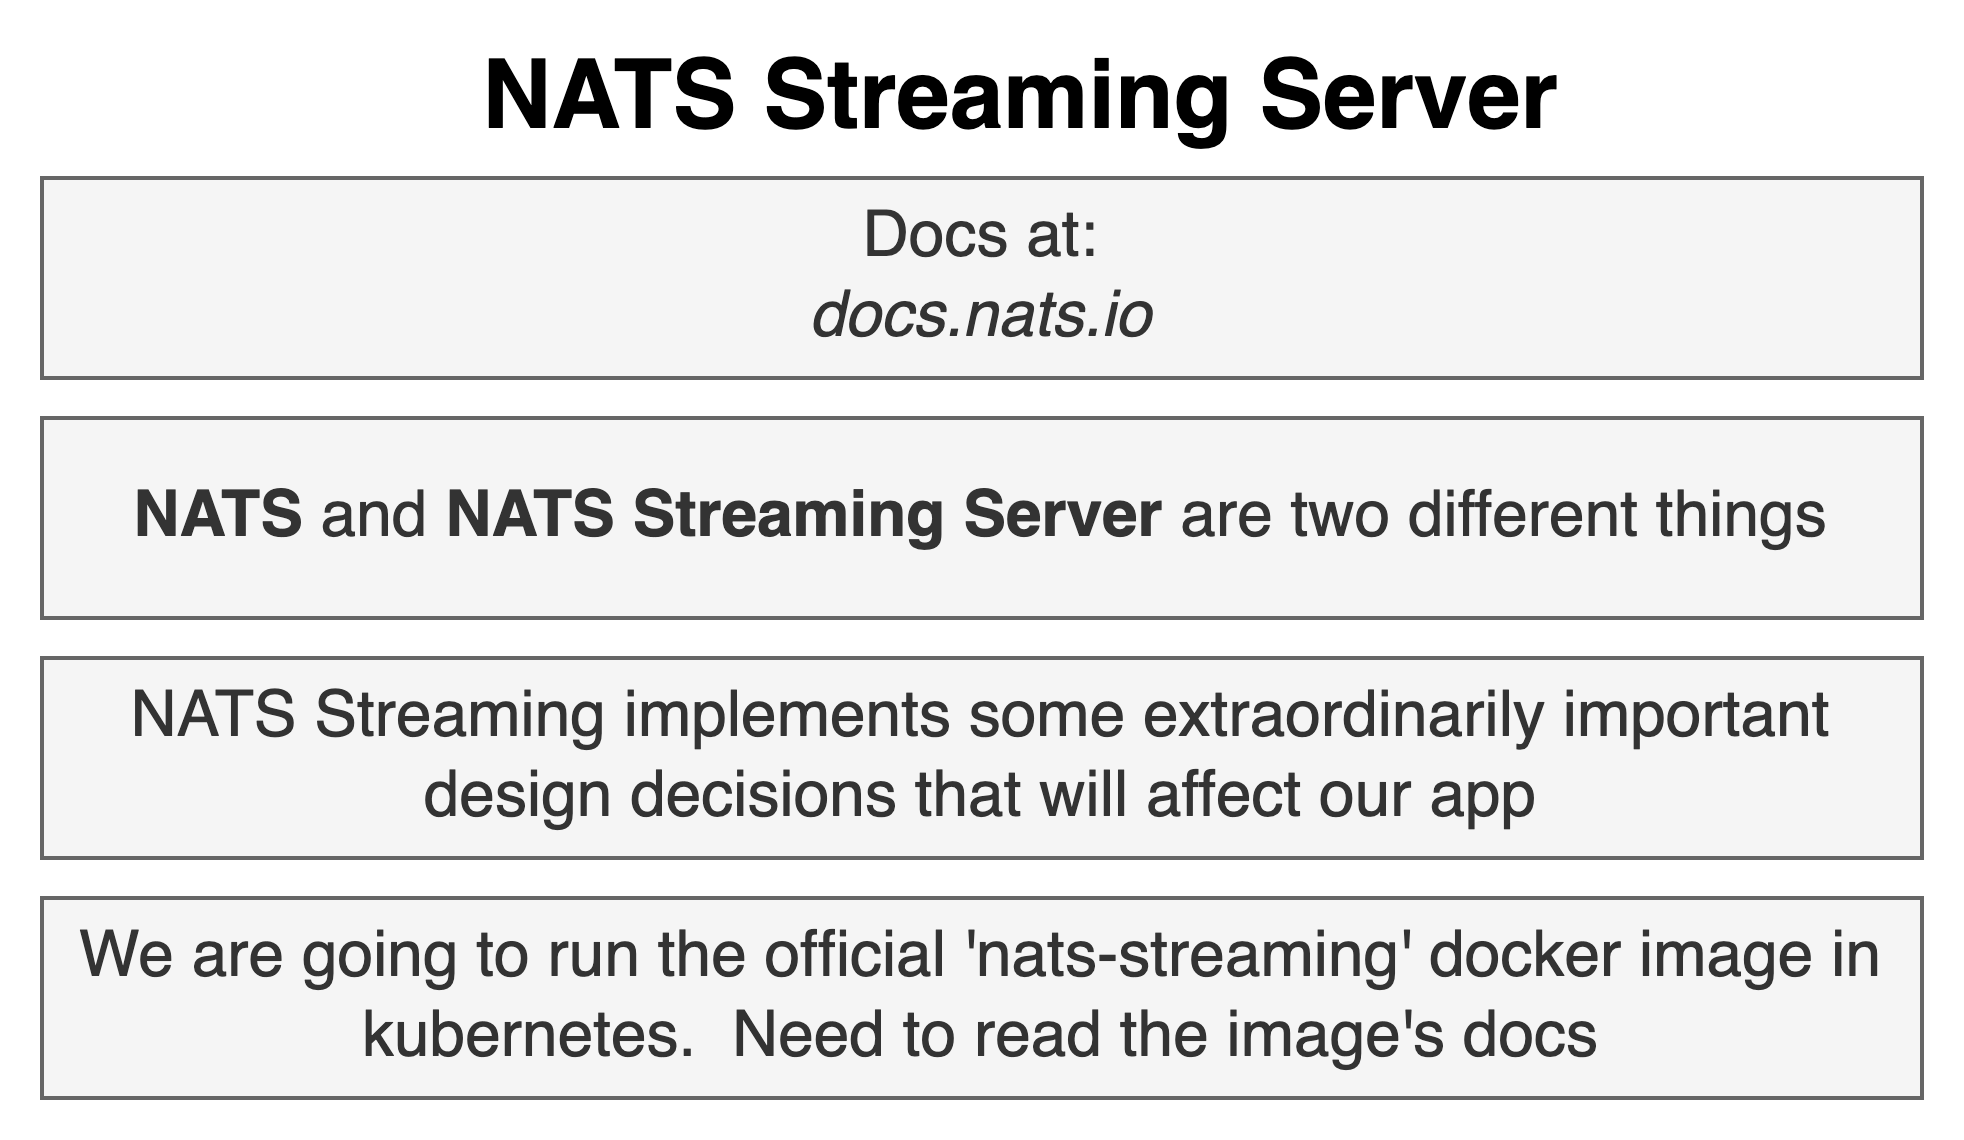 NATS Streaming Server
Docs at:
docs.nats.io
NATS and NATS Streaming Server are two different things
NATS Streaming implements some extraordinarily important
design decisions that will affect our app
We are going to run the official 'nats-streaming' docker image in
kubernetes.  Need to read the image's docs